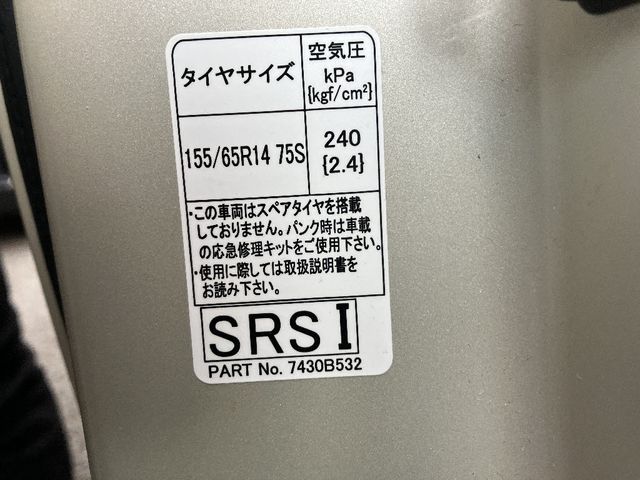 タイヤサイズ
空気圧
kPa
{kgf/cm²}
155/65R14 75S
240
{2.4}
・この車両はスペアタイヤを搭載
しておりません。パンク時は車載
の応急修理キットをご使用下さい。
・使用に際しては取扱説明書を
お読み下さい。
SRS I
PART No. 7430B532